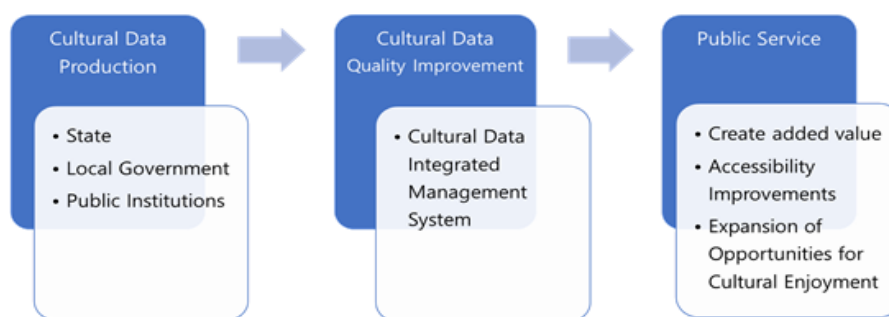 Cultural Data
Production
• State
• Local Government
• Public Institutions
Cultural Data
Quality Improvement
• Cultural Data
Integrated
Management
System
Public Service
• Create added value
• Accessibility
Improvements
• Expansion of
Opportunities for
Cultural Enjoyment